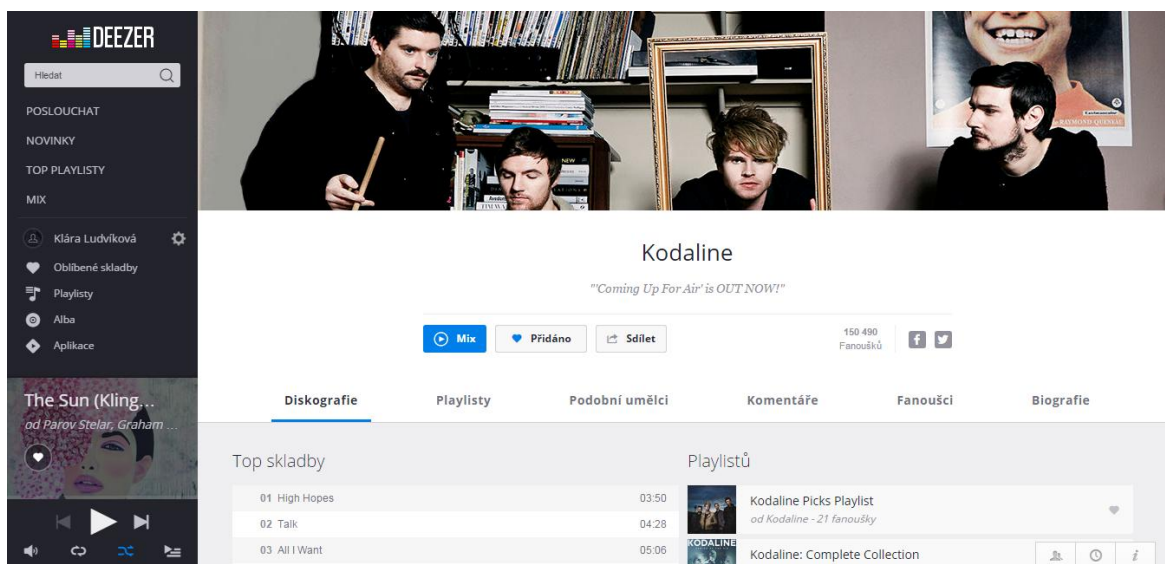 DEEZER
Hledat
POSLOUCHAT
NOVINKY
TOP PLAYLISTY
MIX
Klára Ludvíková
Oblíbené skladby
Playlisty
Alba
Aplikace
The Sun (Kling...
od Parov Stelar, Graham ...
NEW
RAYMOND QUENEAU
Kodaline
"'Coming Up For Air' is OUT NOW!"
Mix
Přidáno
Sdílet
150 490
Fanoušků
Diskografie
Playlisty
Podobní umělci
Komentáře
Fanoušci
Biografie
Top skladby
01 High Hopes 03:50
02 Talk 04:28
03 All I Want 05:06
Playlistů
Kodaline Picks Playlist
od Kodaline - 21 fanoušky
KODALINE
Kodaline: Complete Collection